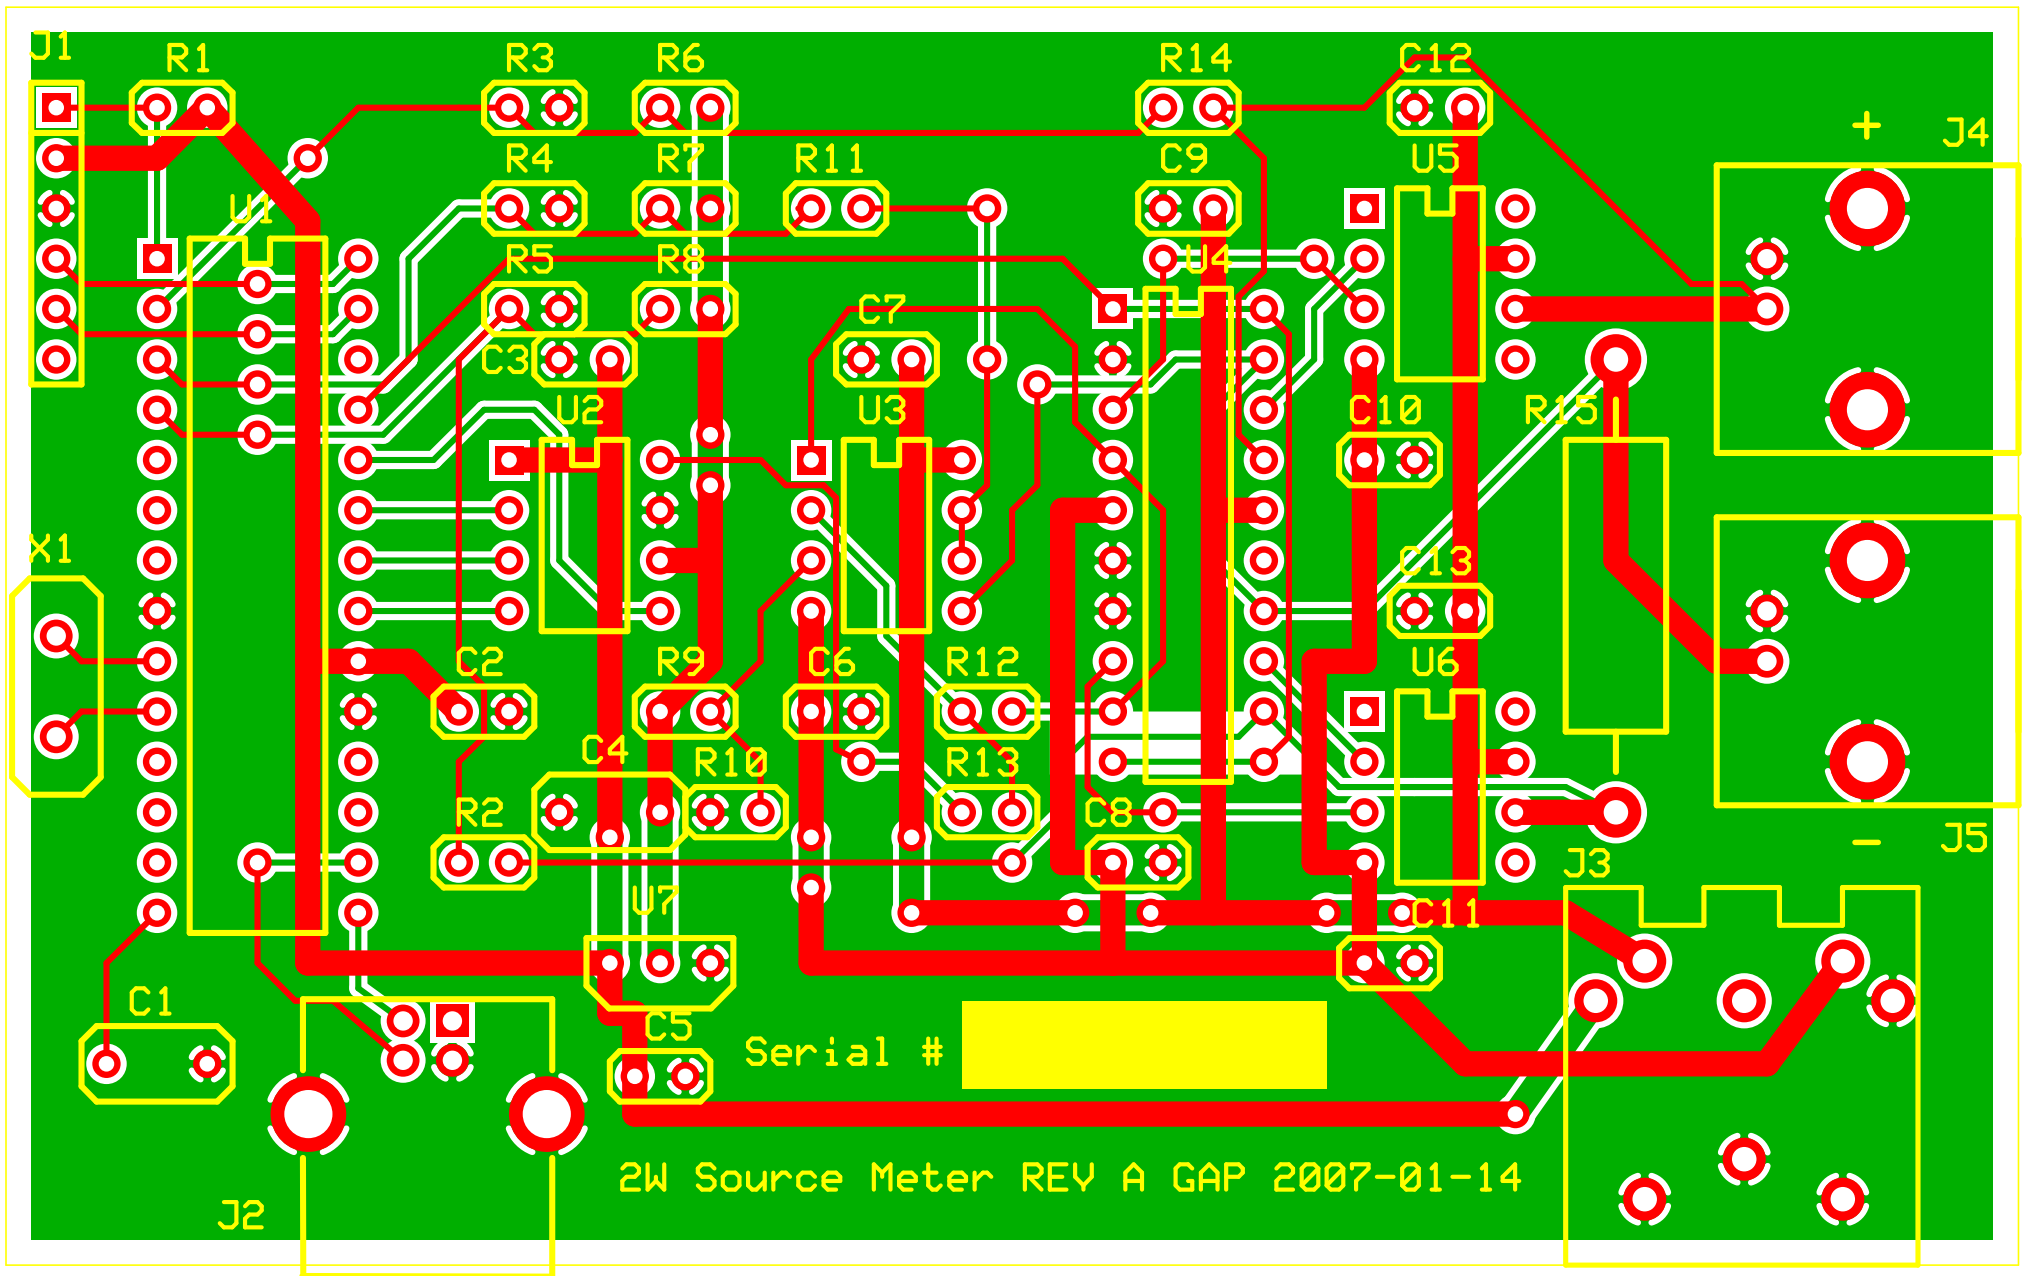 J1 R1 R3 R6 R14 C12
+ J4
R4 R7 R11 C9 U5
U1
R5 R8 U4
C7
C3
U2 U3 C10 R15
X1 C13
C2 R9 C6 R12 U6
C4 R10 R13
R2 C8
- J5
J3
U7 C11
C1 C5
Serial #
2W Source Meter REV A GAP 2007-01-14
J2